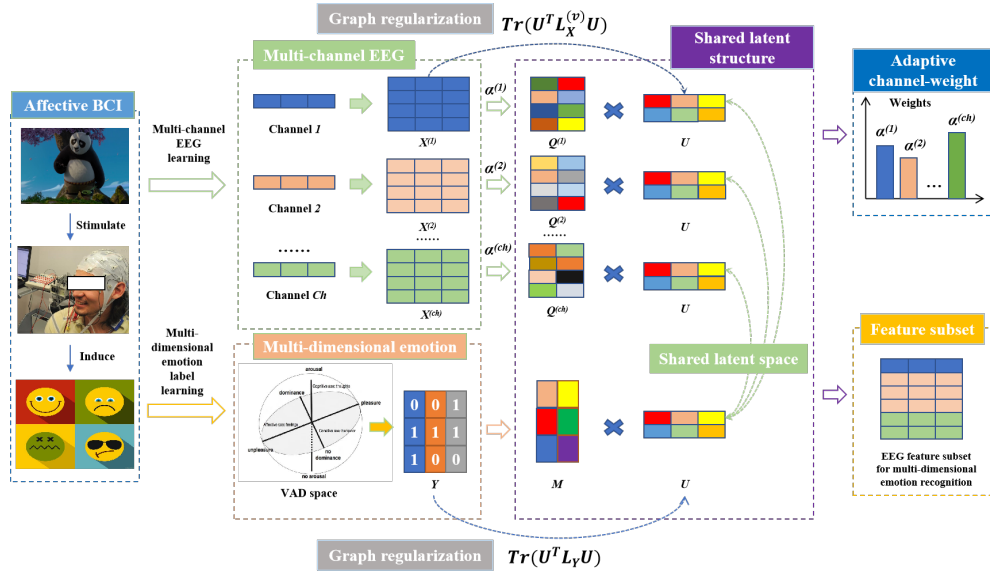 Graph regularization
Tr(U^T L_X^(v) U)
Multi-channel EEG
Shared latent
structure
Adaptive
channel-weight
Affective BCI
Multi-channel
EEG
learning
Channel 1
X(1)
α(1)
Q(1)
U
Weights
α(1)
α(2)
α(ch)
...
Stimulate
Channel 2
X(2)
α(2)
Q(2)
U
......
......
......
Channel Ch
X(ch)
α(ch)
Q(ch)
U
Induce
Multi-
dimensional
emotion
label
learning
Multi-dimensional emotion
Shared latent space
Feature subset
arousal
dominance
pleasure
unpleasure
no
dominance
no arousal
VAD space
0 0 1
1 1 1
1 0 0
Y
M
U
EEG feature subset
for multi-dimensional
emotion recognition
Graph regularization
Tr(U^T L_Y U)